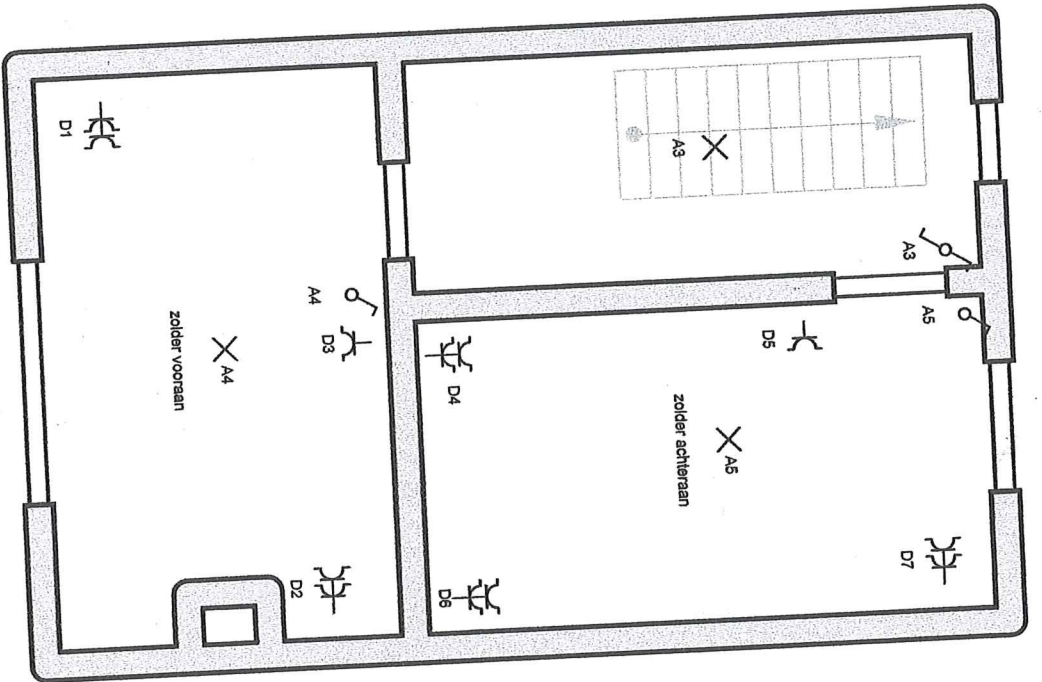 A3
A3
A5
D7
D5
A5
zolder achteraan
D4
D6
A4
D3
D2
A4
zolder vooraan
D1